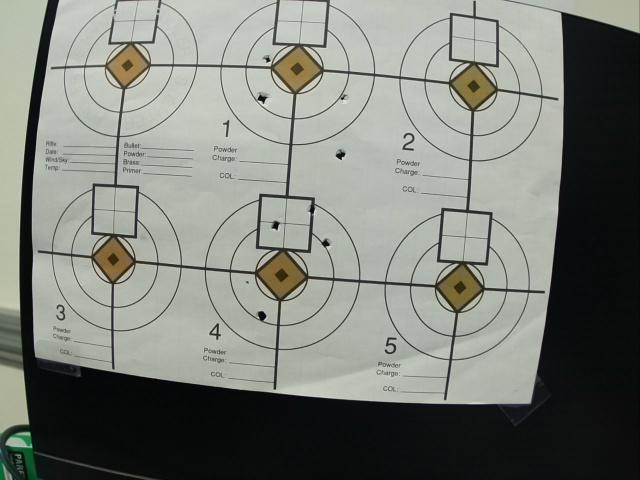 Rifle:
Date:
Wind/Sky:
Temp:
Bullet:
Powder:
Brass:
Primer:
1
Powder
Charge:
COL:
2
Powder
Charge:
COL:
3
Powder
Charge:
COL:
4
Powder
Charge:
COL:
5
Powder
Charge:
COL: